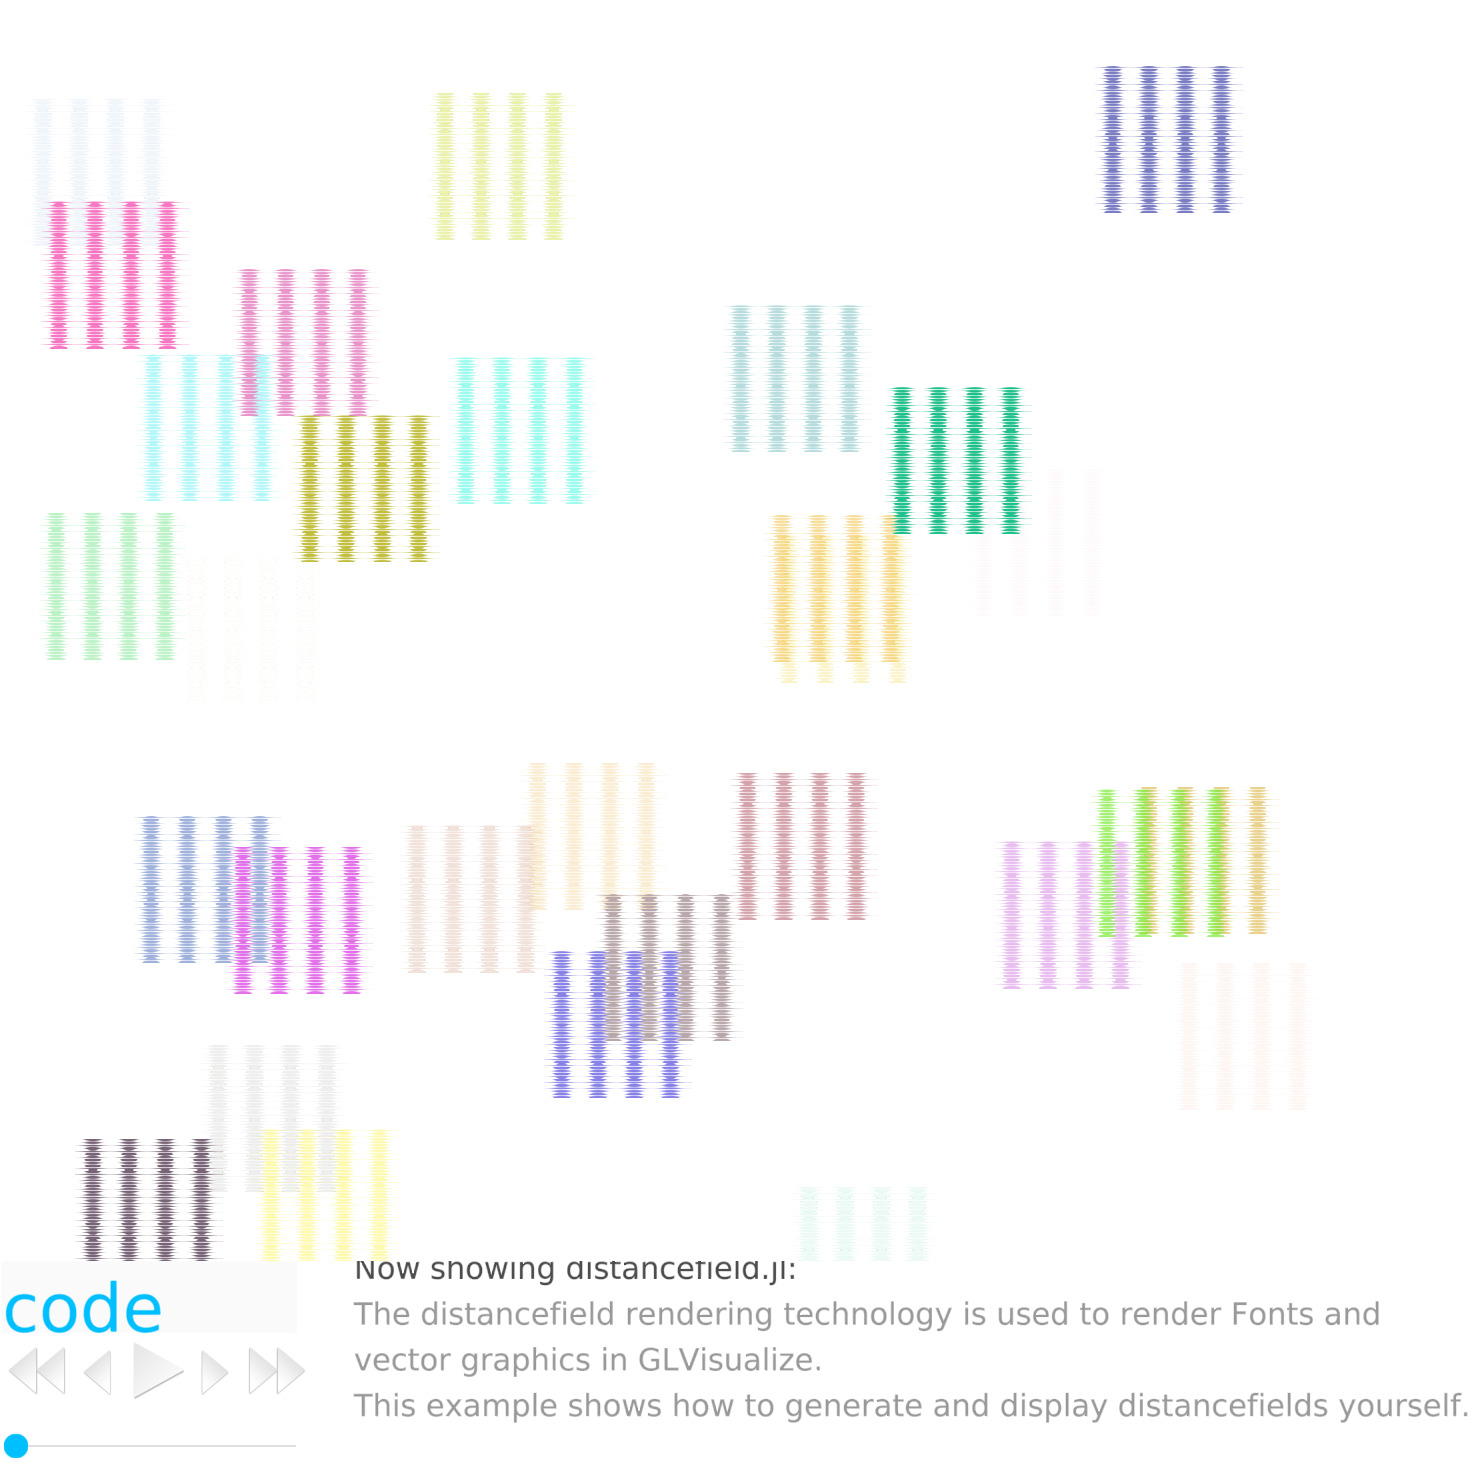 Now showing distancefield.jl:
code
The distancefield rendering technology is used to render Fonts and
vector graphics in GLVisualize.
This example shows how to generate and display distancefields yourself.